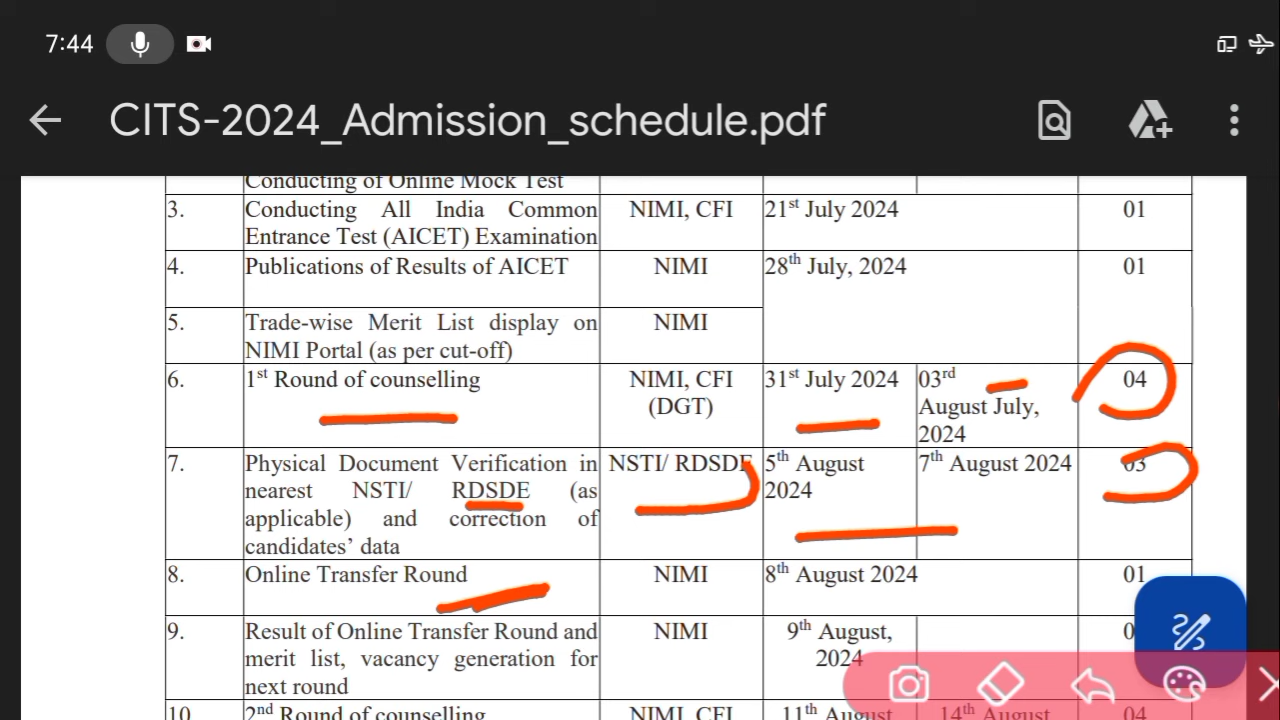 7:44
CITS-2024_Admission_schedule.pdf
Conducting of Online Mock Test
3. Conducting All India Common NIMI, CFI 21st July 2024 01
Entrance Test (AICET) Examination
4. Publications of Results of AICET NIMI 28th July, 2024 01
5. Trade-wise Merit List display on NIMI
NIMI Portal (as per cut-off)
6. 1st Round of counselling NIMI, CFI 31st July 2024 03rd 04
(DGT) August July,
2024
7. Physical Document Verification in NSTI/ RDSDE 5th August 7th August 2024 03
nearest NSTI/ RDSDE (as 2024
applicable) and correction of
candidates' data
8. Online Transfer Round NIMI 8th August 2024 01
9. Result of Online Transfer Round and NIMI 9th August,
merit list, vacancy generation for 2024
next round
10. 2nd Round of counselling NIMI, CFI 11th August 14th August 04